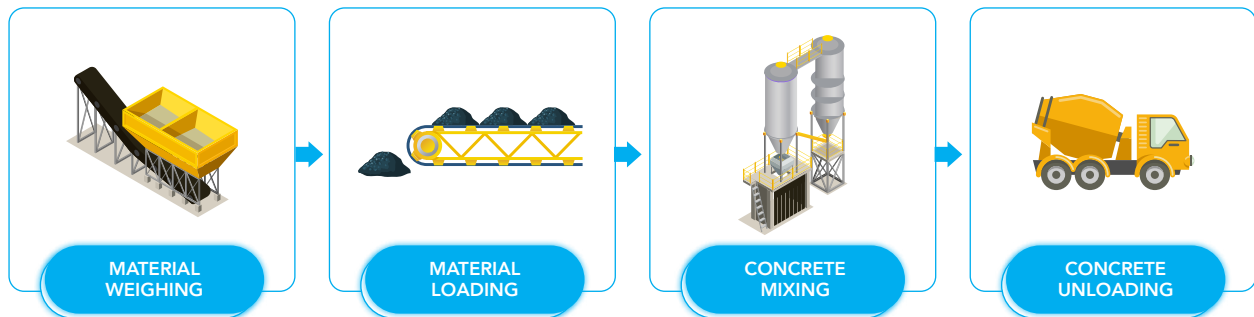 MATERIAL
WEIGHING
MATERIAL
LOADING
CONCRETE
MIXING
CONCRETE
UNLOADING